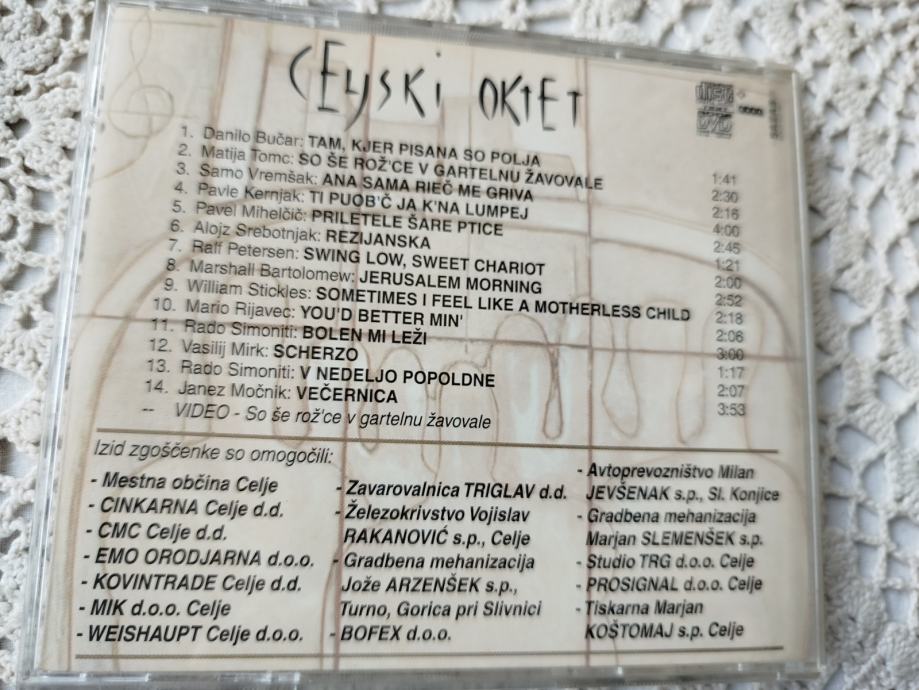 CELJSKI OKTET
1. Danilo Bučar: TAM, KJER PISANA SO POLJA 1:41
2. Matija Tomc: SO ŠE ROŽ'CE V GARTELNU ŽAVOVALE 2:30
3. Samo Vremšak: ANA SAMA RIEČ ME GRIVA 2:16
4. Pavle Kernjak: TI PUOB'Č JA K'NA LUMPEJ 4:00
5. Pavel Mihelčič: PRILETELE ŠARE PTICE 2:45
6. Alojz Srebotnjak: REZIJANSKA 1:21
7. Ralf Petersen: SWING LOW, SWEET CHARIOT 2:00
8. Marshall Bartolomew: JERUSALEM MORNING 2:52
9. William Stickles: SOMETIMES I FEEL LIKE A MOTHERLESS CHILD 2:18
10. Mario Rijavec: YOU'D BETTER MIN' 2:06
11. Rado Simoniti: BOLEN MI LEŽI 3:00
12. Vasilij Mirk: SCHERZO 1:17
13. Rado Simoniti: V NEDELJO POPOLDNE 2:07
14. Janez Močnik: VEČERNICA 3:53
-- VIDEO - So še rož'ce v gartelnu žavovale
Izid zgoščenke so omogočili:
- Mestna občina Celje
- CINKARNA Celje d.d.
- CMC Celje d.d.
- EMO ORODJARNA d.o.o.
- KOVINTRADE Celje d.d.
- MIK d.o.o. Celje
- WEISHAUPT Celje d.o.o.
- Zavarovalnica TRIGLAV d.d.
- Železokrivstvo Vojislav
RAKANOVIĆ s.p., Celje
- Gradbena mehanizacija
Jože ARZENŠEK s.p.,
Turno, Gorica pri Slivnici
- BOFEX d.o.o.
- Avtoprevozništvo Milan
JEVŠENAK s.p., Sl. Konjice
- Gradbena mehanizacija
Marjan SLEMENŠEK s.p.
- Studio TRG d.o.o. Celje
- PROSIGNAL d.o.o. Celje
- Tiskarna Marjan
KOŠTOMAJ s.p. Celje